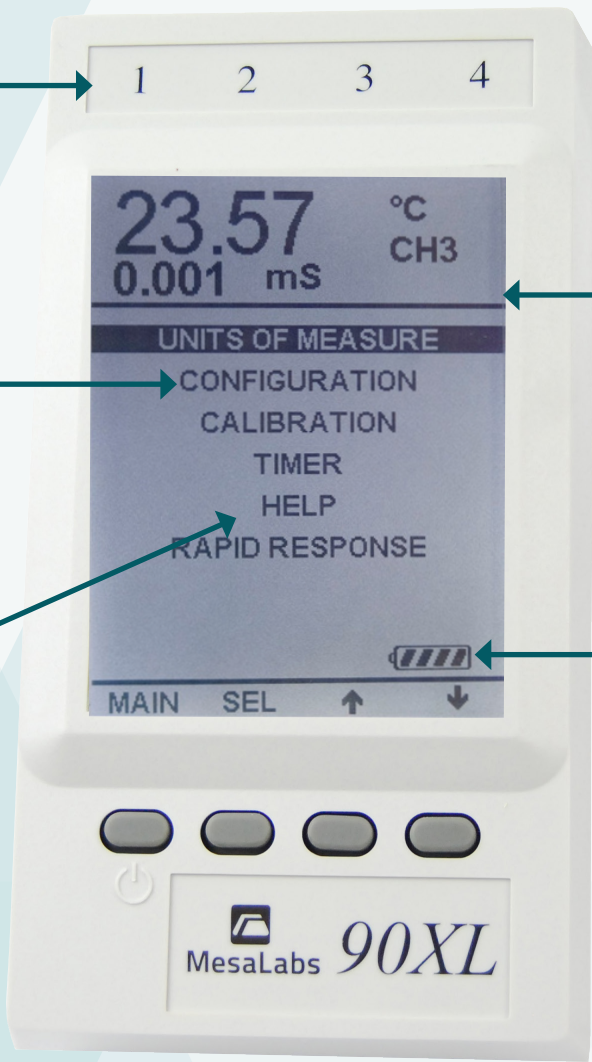 1 2 3 4
23.57 °C
0.001 mS CH3
UNITS OF MEASURE
CONFIGURATION
CALIBRATION
TIMER
HELP
RAPID RESPONSE
MAIN SEL ↑ ↓
MesaLabs 90XL